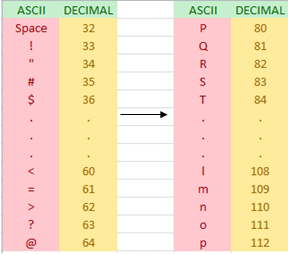 ASCII DECIMAL ASCII DECIMAL
Space 32 P 80
! 33 Q 81
" 34 R 82
# 35 S 83
$ 36 T 84
. . . .
. . . .
. . . .
< 60 l 108
= 61 m 109
> 62 n 110
? 63 o 111
@ 64 p 112